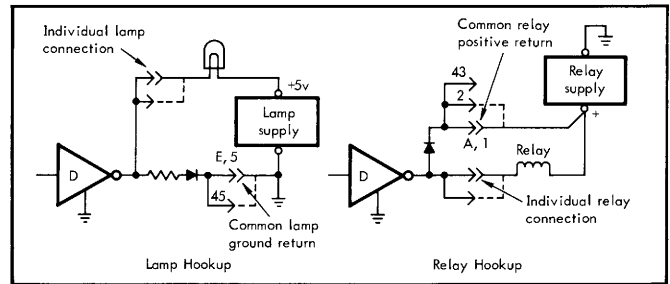 Individual lamp
connection
+5v
Lamp
supply
D
E, 5
45
Common lamp
ground return
Lamp Hookup
Common relay
positive return
43
2
A, 1
Relay
supply
+
Relay
D
Individual relay
connection
Relay Hookup